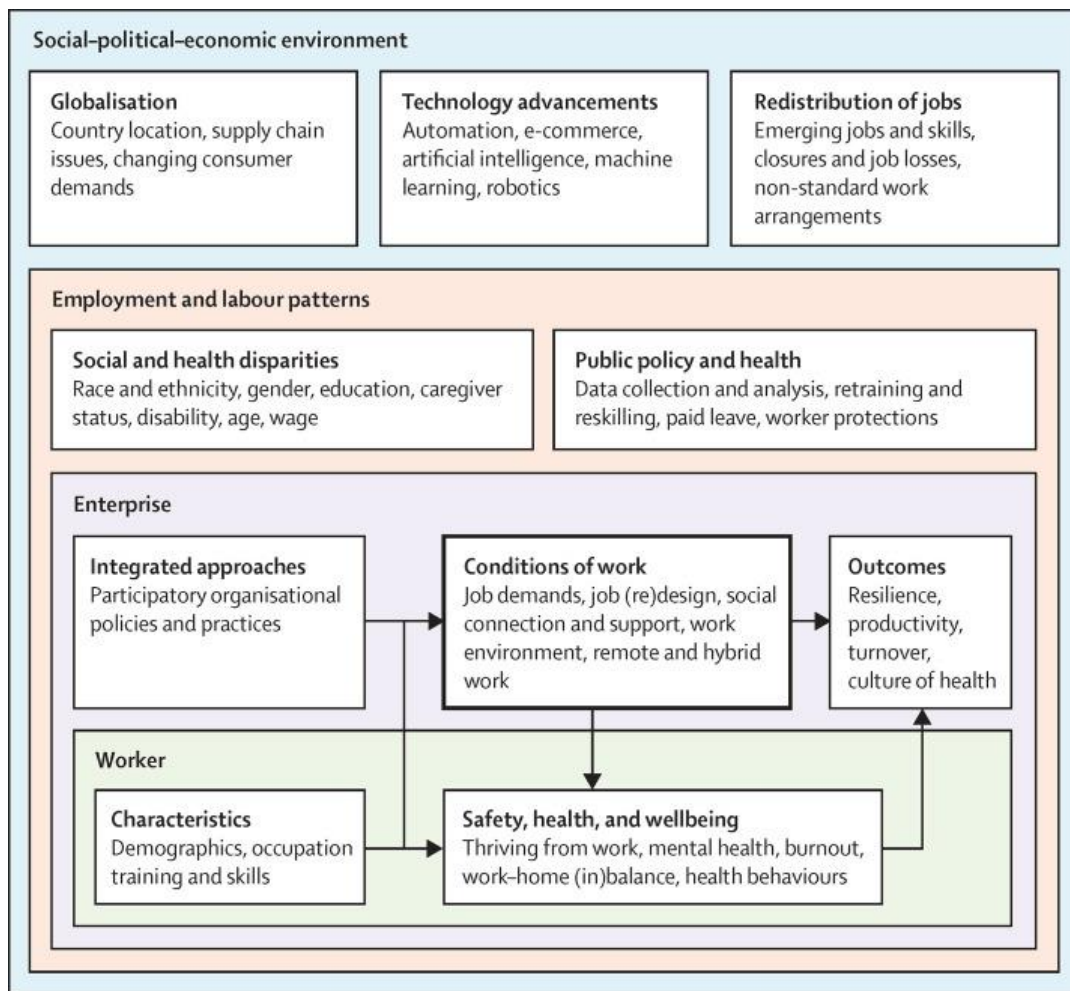 Social–political–economic environment
Globalisation
Country location, supply chain
issues, changing consumer
demands
Technology advancements
Automation, e-commerce,
artificial intelligence, machine
learning, robotics
Redistribution of jobs
Emerging jobs and skills,
closures and job losses,
non-standard work
arrangements
Employment and labour patterns
Social and health disparities
Race and ethnicity, gender, education, caregiver
status, disability, age, wage
Public policy and health
Data collection and analysis, retraining and
reskilling, paid leave, worker protections
Enterprise
Integrated approaches
Participatory organisational
policies and practices
Conditions of work
Job demands, job (re)design, social
connection and support, work
environment, remote and hybrid
work
Outcomes
Resilience,
productivity,
turnover,
culture of health
Worker
Characteristics
Demographics, occupation
training and skills
Safety, health, and wellbeing
Thriving from work, mental health, burnout,
work–home (in)balance, health behaviours